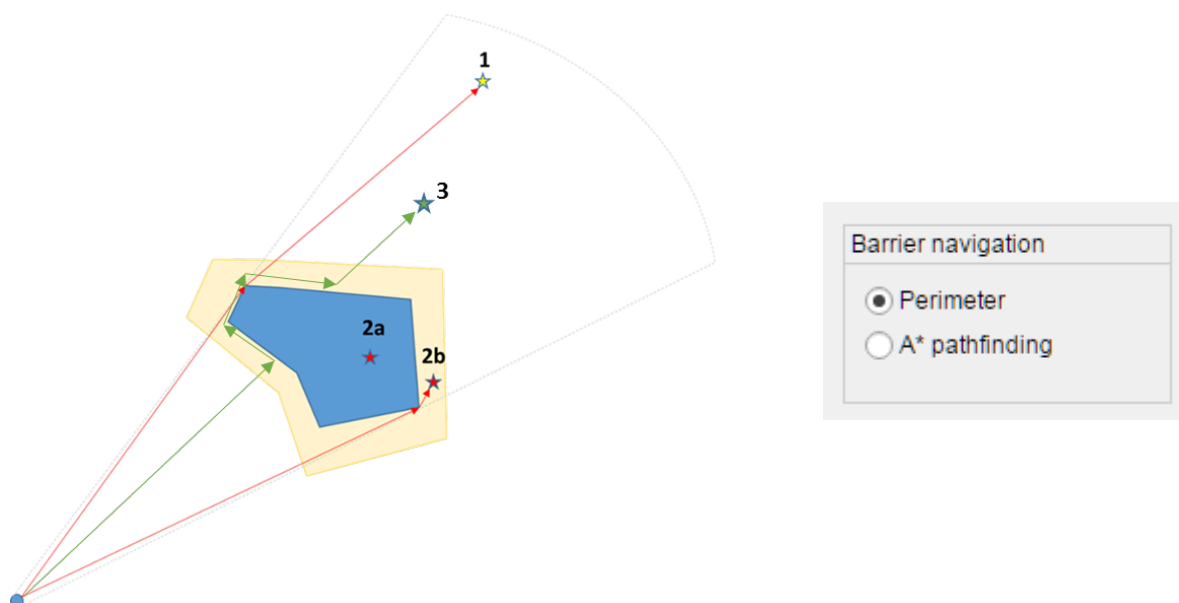 1
3
2a
2b
Barrier navigation
Perimeter
A* pathfinding